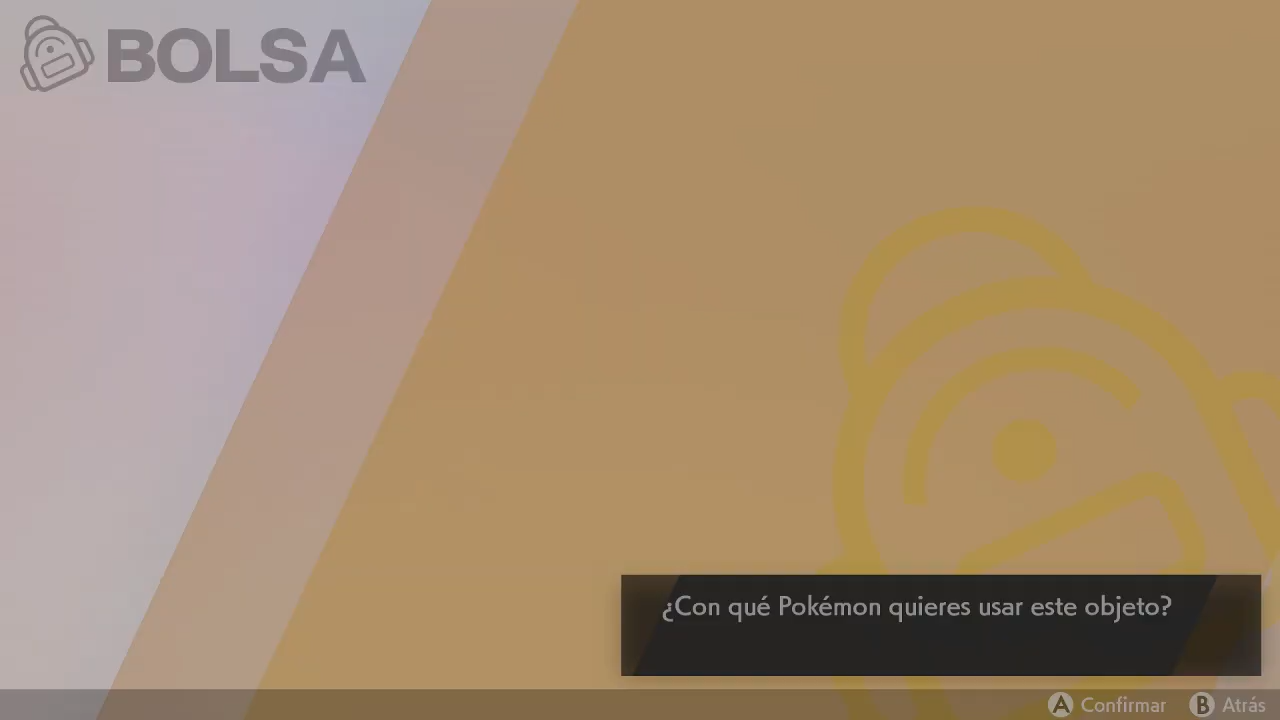 BOLSA
¿Con qué Pokémon quieres usar este objeto?
A Confirmar B Atrás